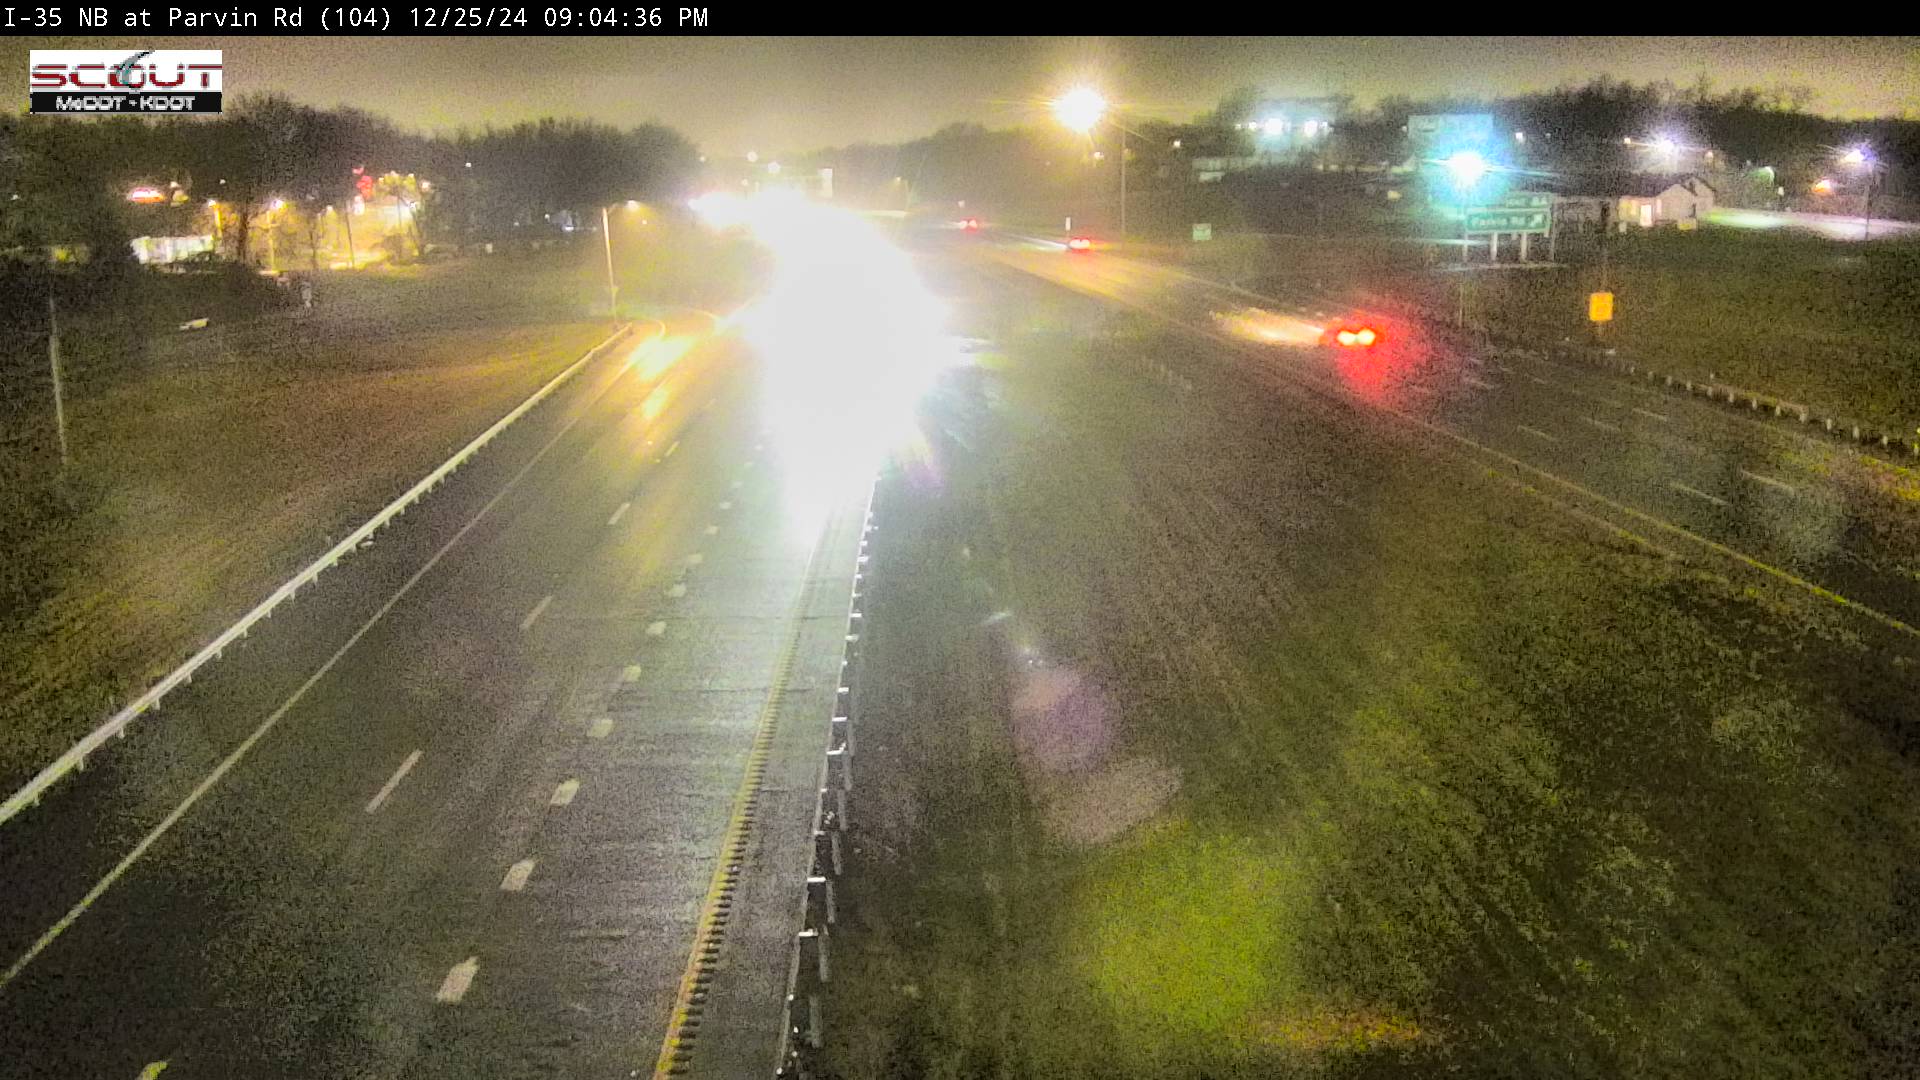 I-35 NB at Parvin Rd (104) 12/25/24 09:04:36 PM
SCOUT
MoDOT - KDOT
Parvin Rd